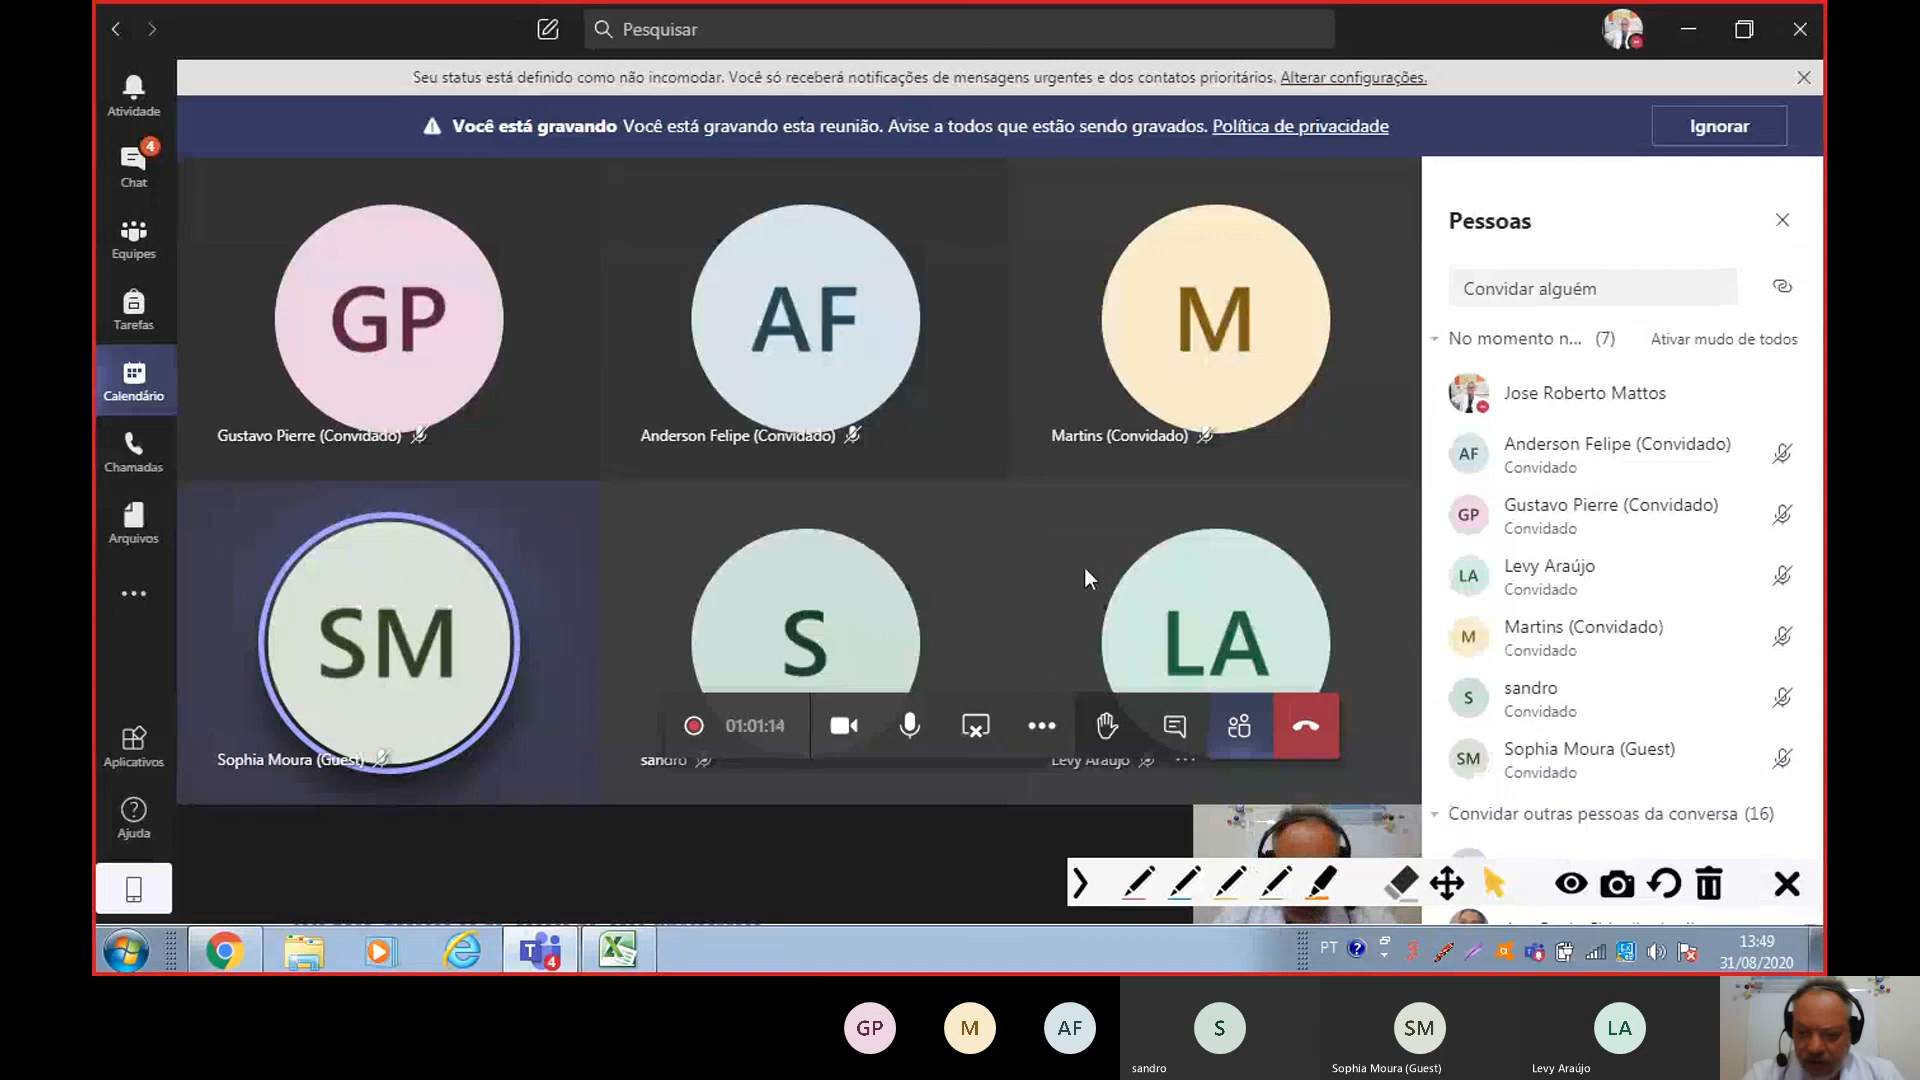 Pesquisar
Seu status está definido como não incomodar. Você só receberá notificações de mensagens urgentes e dos contatos prioritários. Alterar configurações.
Você está gravando Você está gravando esta reunião. Avise a todos que estão sendo gravados. Política de privacidade
Ignorar
Atividade
4
Chat
Equipes
Tarefas
Calendário
Chamadas
Arquivos
Aplicativos
Ajuda
GP
Gustavo Pierre (Convidado)
AF
Anderson Felipe (Convidado)
M
Martins (Convidado)
SM
Sophia Moura (Guest)
S
sandro
LA
Levy Araújo
01:01:14
Pessoas
Convidar alguém
No momento n... (7)
Ativar mudo de todos
Jose Roberto Mattos
AF
Anderson Felipe (Convidado)
Convidado
GP
Gustavo Pierre (Convidado)
Convidado
LA
Levy Araújo
Convidado
M
Martins (Convidado)
Convidado
S
sandro
Convidado
SM
Sophia Moura (Guest)
Convidado
Convidar outras pessoas da conversa (16)
4
PT
13:49
31/08/2020
GP
M
AF
S
sandro
SM
Sophia Moura (Guest)
LA
Levy Araújo